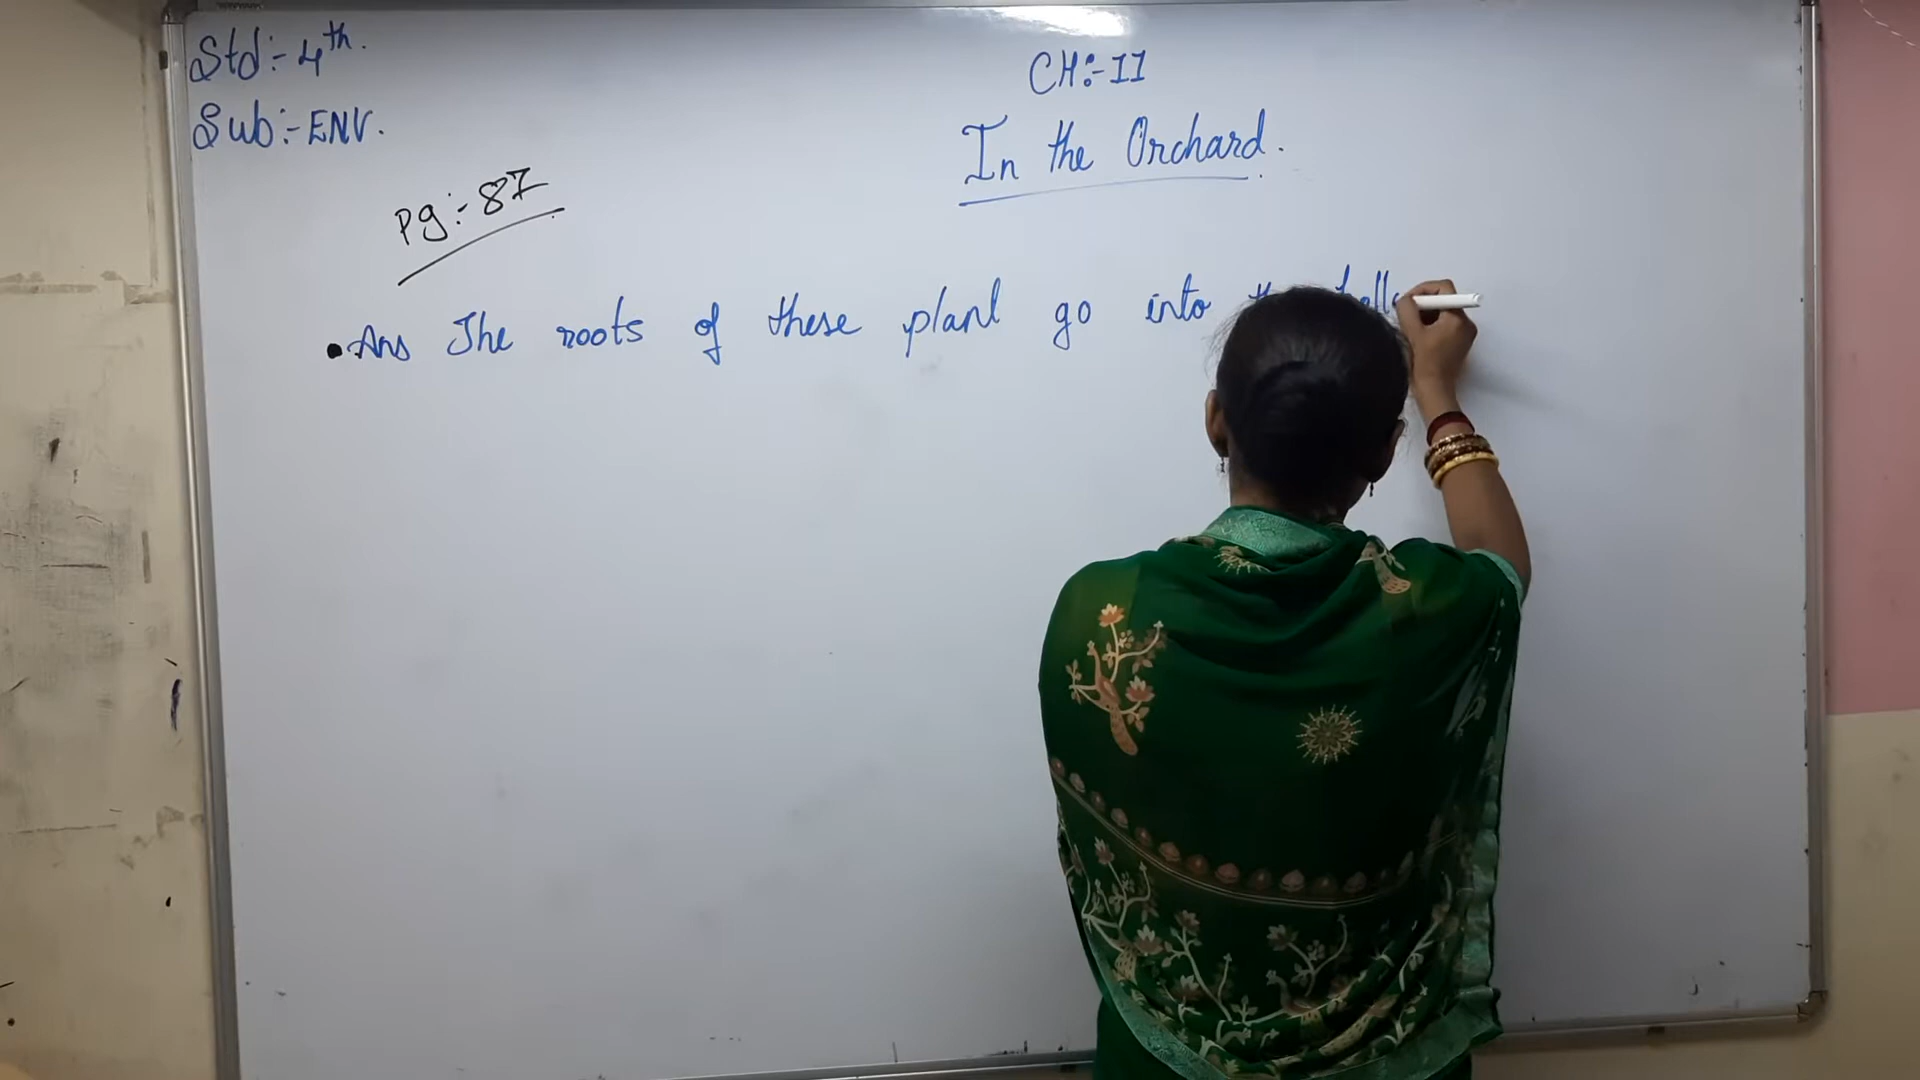 Std:- 4th.
Sub:- ENV.
CH:- II
In the Orchard.
Pg:- 87
• Ans The roots of these plant go into